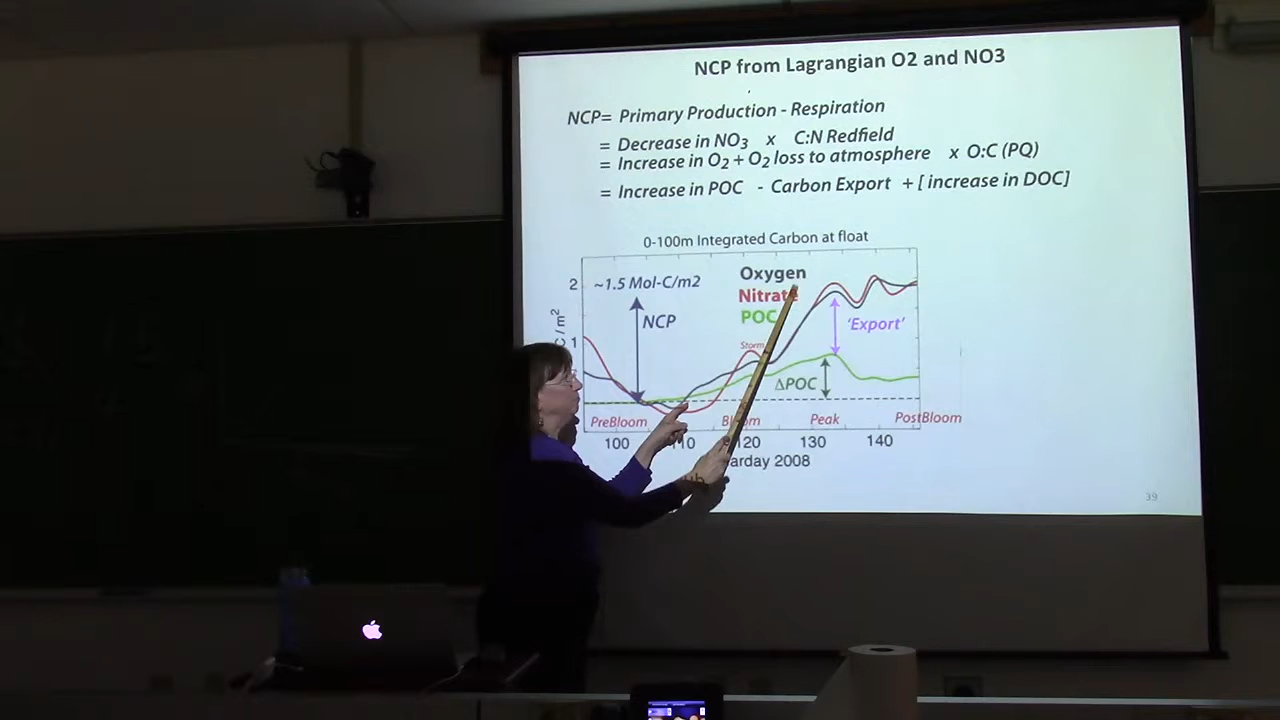 NCP from Lagrangian O2 and NO3
NCP= Primary Production - Respiration
= Decrease in NO3 x C:N Redfield
= Increase in O2 + O2 loss to atmosphere x O:C (PQ)
= Increase in POC - Carbon Export + [ increase in DOC]
0-100m Integrated Carbon at float
2
~1.5 Mol-C/m2
Oxygen
Nitrate
POC
NCP
'Export'
C / m2
1
Storm
ΔPOC
PreBloom
Bloom
Peak
PostBloom
100
120
130
140
arday 2008
39